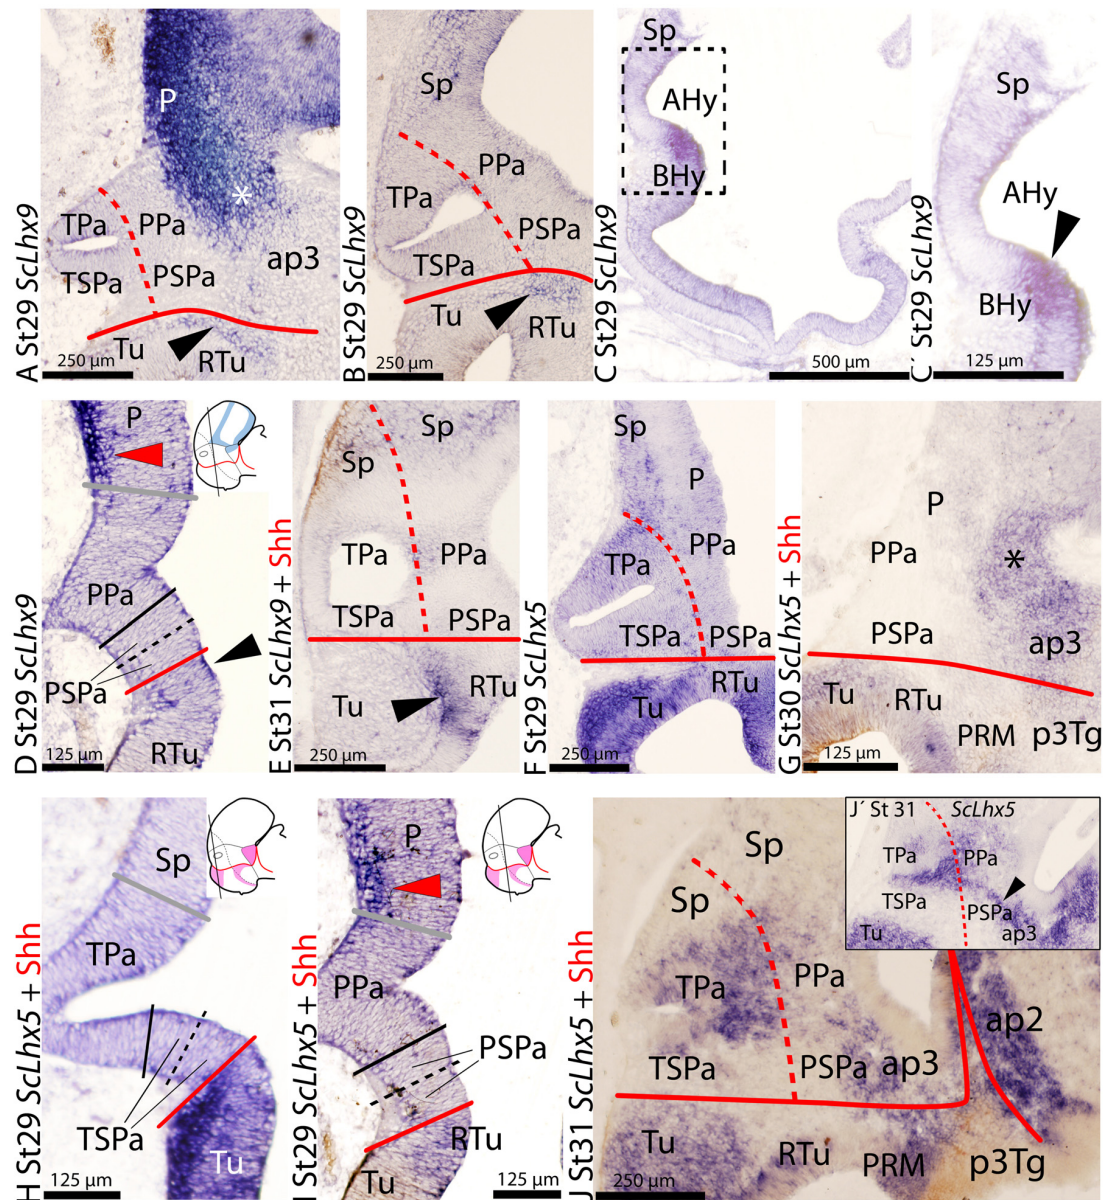 A St29 ScLhx9
P
*
TPa
PPa
TSPa
PSPa
ap3
Tu
RTu
250 µm
B St29 ScLhx9
Sp
PPa
TPa
PSPa
TSPa
Tu
RTu
250 µm
C St29 ScLhx9
Sp
AHy
BHy
500 µm
C´ St29 ScLhx9
Sp
AHy
BHy
125 µm
D St29 ScLhx9
P
PPa
PSPa
RTu
125 µm
E St31 ScLhx9 + Shh
Sp
Sp
TPa
PPa
TSPa
PSPa
Tu
RTu
250 µm
F St29 ScLhx5
Sp
P
PPa
TPa
TSPa
PSPa
RTu
Tu
250 µm
G St30 ScLhx5 + Shh
P
PPa
*
PSPa
ap3
Tu
RTu
PRM
p3Tg
125 µm
H St29 ScLhx5 + Shh
Sp
TPa
TSPa
Tu
125 µm
I St29 ScLhx5 + Shh
P
PPa
PSPa
RTu
Tu
125 µm
J St31 ScLhx5 + Shh
Sp
Sp
TPa
PPa
ap2
TSPa
PSPa
ap3
Tu
RTu
PRM
p3Tg
250 µm
J´ St 31 ScLhx5
TPa
PPa
TSPa
PSPa
Tu
ap3